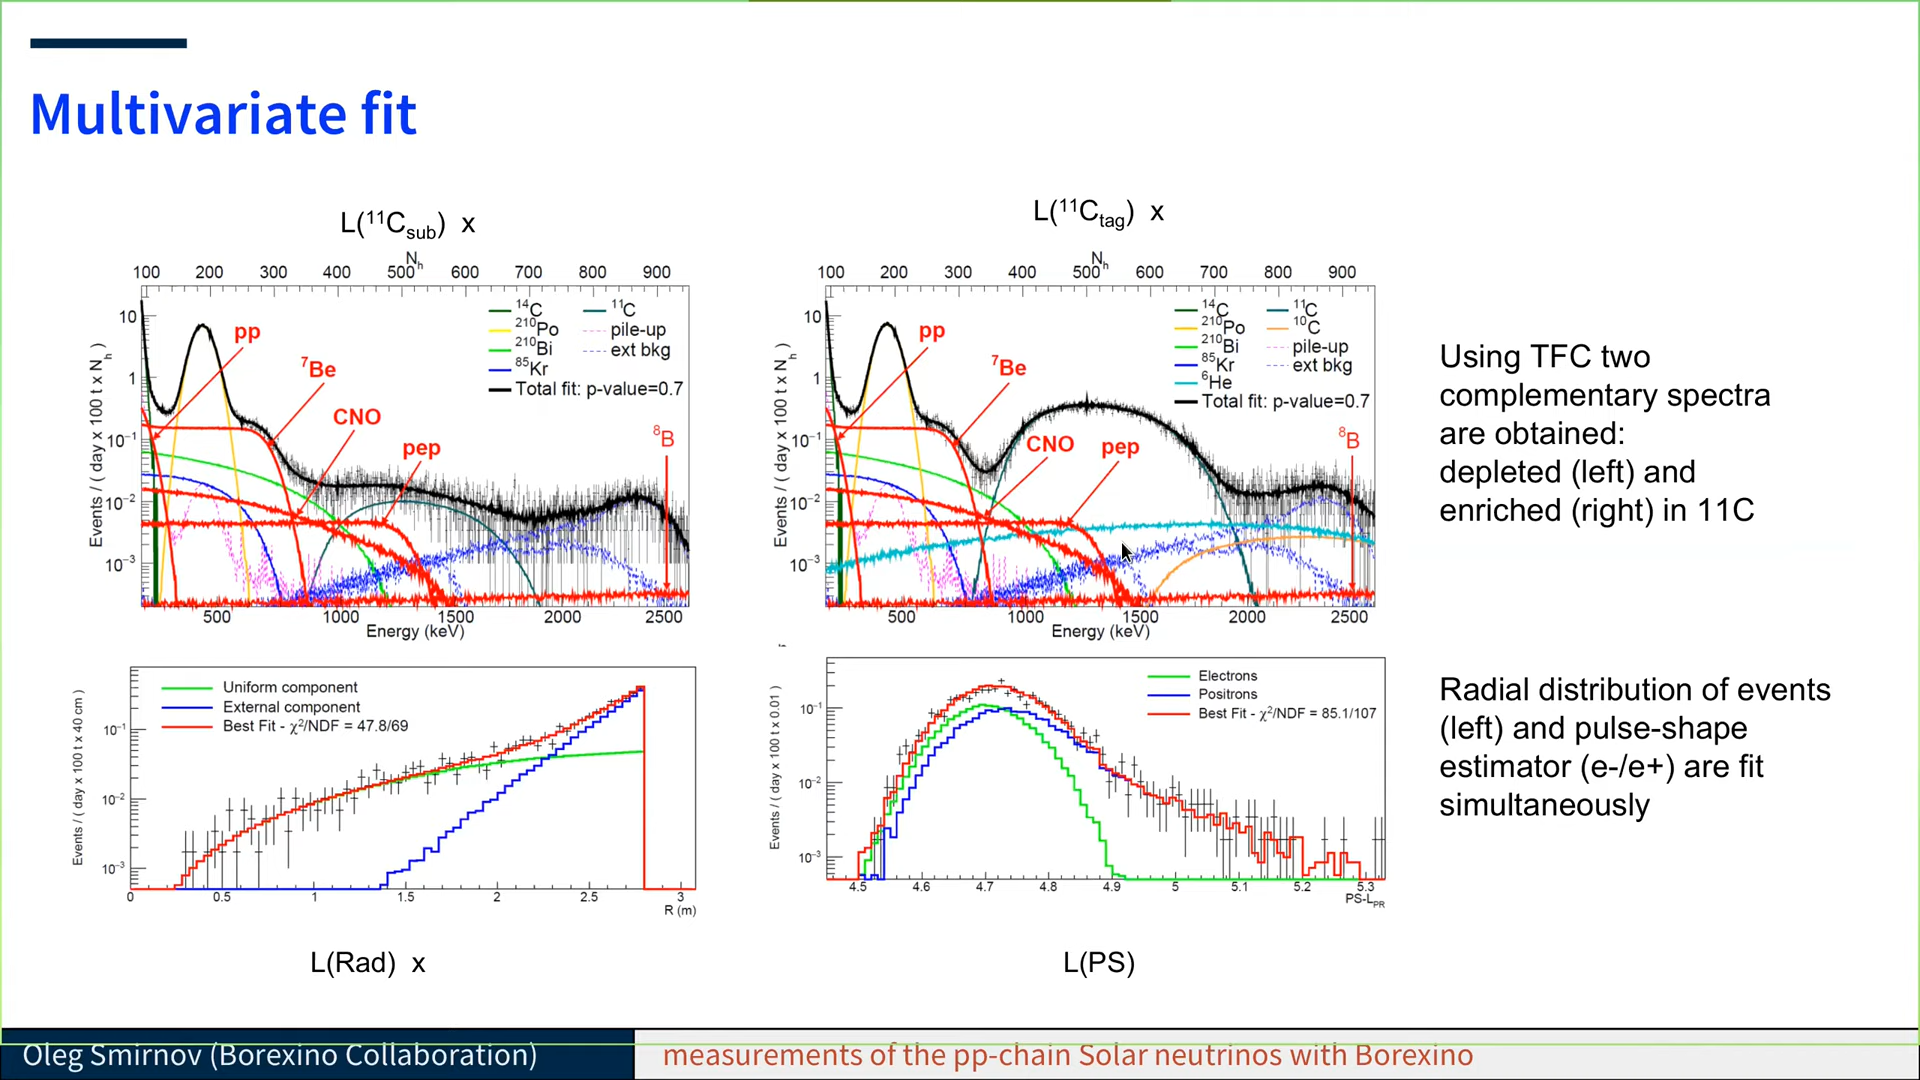 Multivariate fit
L(¹¹C_sub) x
L(¹¹C_tag) x
N_h
100 200 300 400 500 600 700 800 900
¹⁴C ¹¹C
²¹⁰Po pile-up
²¹⁰Bi ext bkg
⁸⁵Kr
Total fit: p-value=0.7
pp
⁷Be
CNO
pep
⁸B
10
1
10⁻¹
10⁻²
10⁻³
Events / ( day x 100 t x N_h )
500 1000 1500 2000 2500
Energy (keV)
N_h
100 200 300 400 500 600 700 800 900
¹⁴C ¹¹C
²¹⁰Po ¹⁰C
²¹⁰Bi pile-up
⁸⁵Kr ext bkg
⁶He
Total fit: p-value=0.7
pp
⁷Be
CNO
pep
⁸B
10
1
10⁻¹
10⁻²
10⁻³
Events / ( day x 100 t x N_h )
500 1000 1500 2000 2500
Energy (keV)
Using TFC two
complementary spectra
are obtained:
depleted (left) and
enriched (right) in 11C
Uniform component
External component
Best Fit - χ²/NDF = 47.8/69
10⁻¹
10⁻²
10⁻³
Events / ( day x 100 t x 40 cm )
0 0.5 1 1.5 2 2.5 3
R (m)
Electrons
Positrons
Best Fit - χ²/NDF = 85.1/107
10⁻¹
10⁻²
10⁻³
Events / ( day x 100 t x 0.01 )
4.5 4.6 4.7 4.8 4.9 5 5.1 5.2 5.3
PS-L_PR
Radial distribution of events
(left) and pulse-shape
estimator (e-/e+) are fit
simultaneously
L(Rad) x
L(PS)
Oleg Smirnov (Borexino Collaboration)
measurements of the pp-chain Solar neutrinos with Borexino